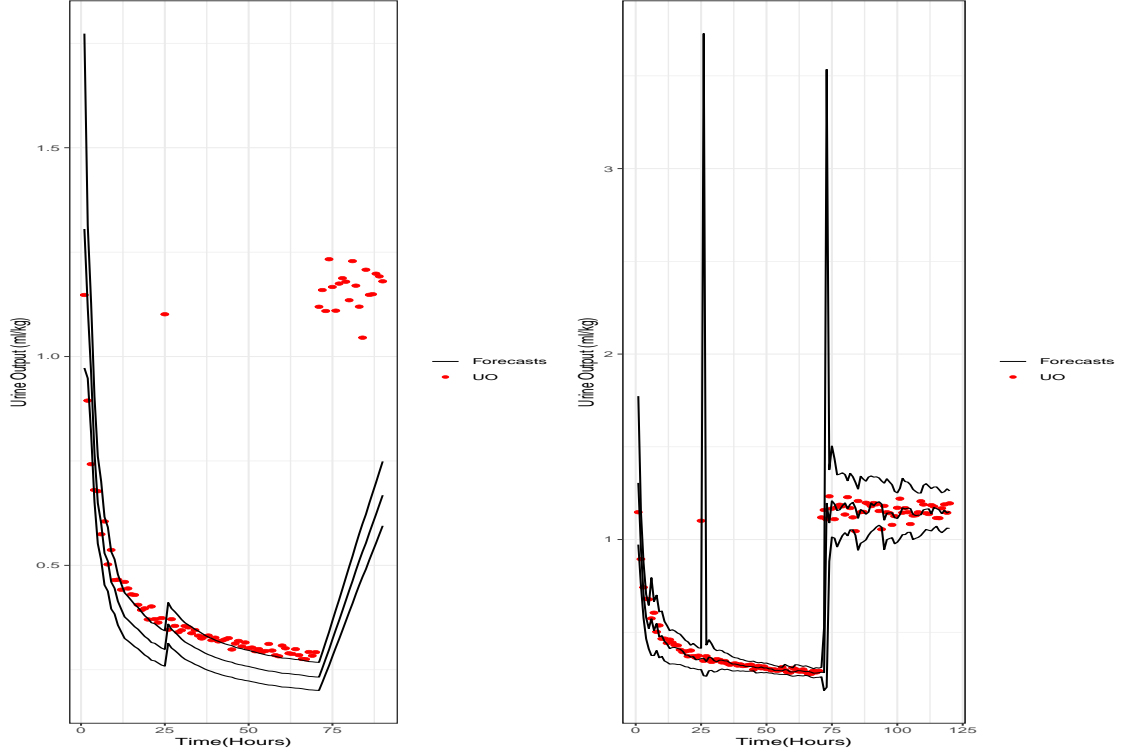 Urine Output (ml/kg)
1.5
1.0
0.5
0 25 50 75
Time(Hours)
Forecasts
UO
Urine Output (ml/kg)
3
2
1
0 25 50 75 100 125
Time(Hours)
Forecasts
UO